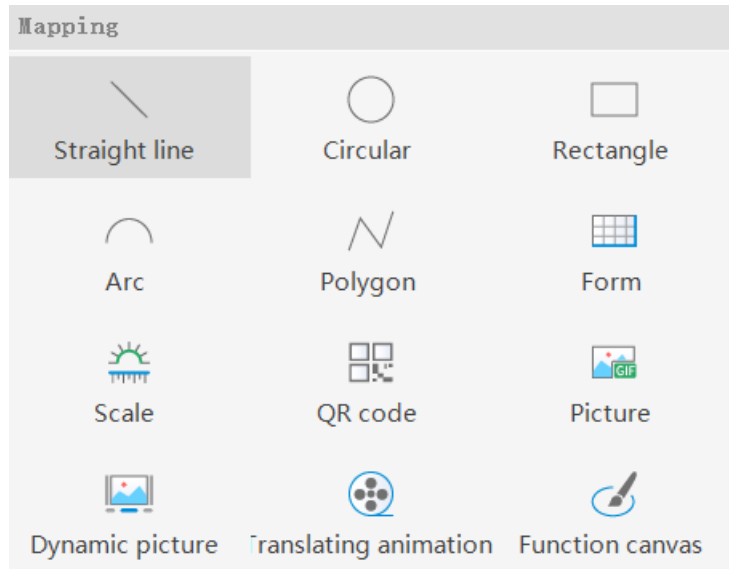 Mapping
Straight line Circular Rectangle
Arc Polygon Form
GIF
Scale QR code Picture
Dynamic picture Translating animation Function canvas